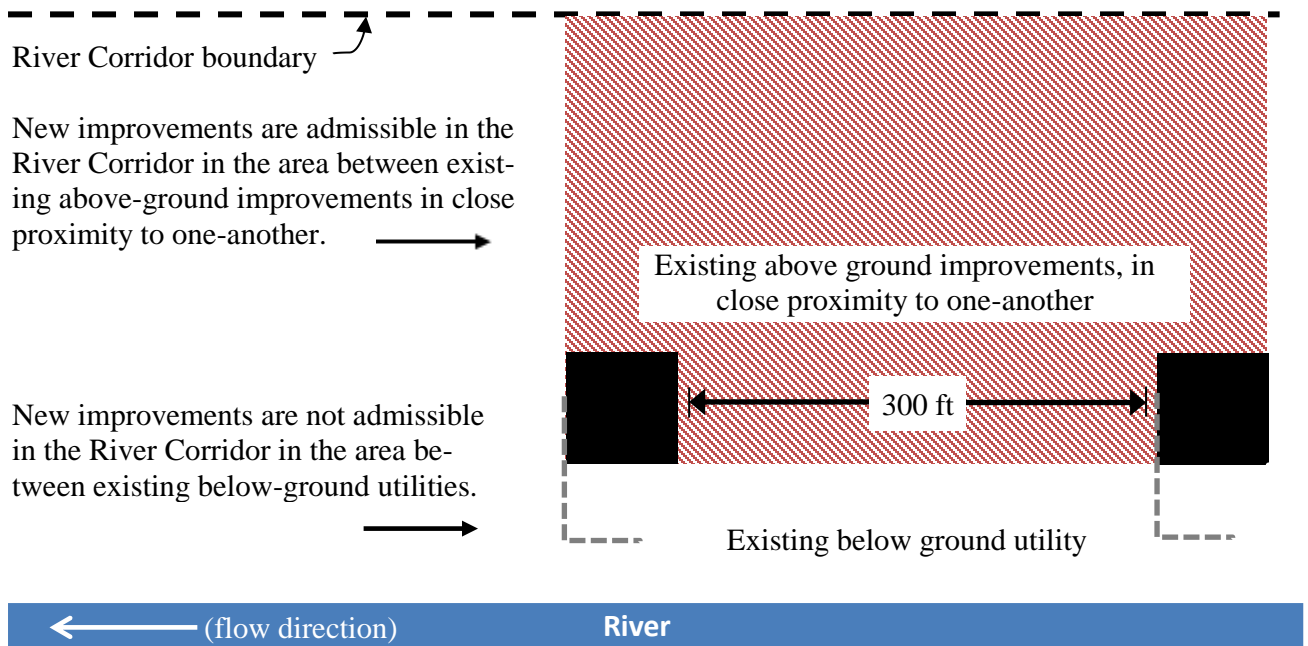 River Corridor boundary
New improvements are admissible in the
River Corridor in the area between exist-
ing above-ground improvements in close
proximity to one-another.
Existing above ground improvements, in
close proximity to one-another
300 ft
New improvements are not admissible
in the River Corridor in the area be-
tween existing below-ground utilities.
Existing below ground utility
(flow direction)
River